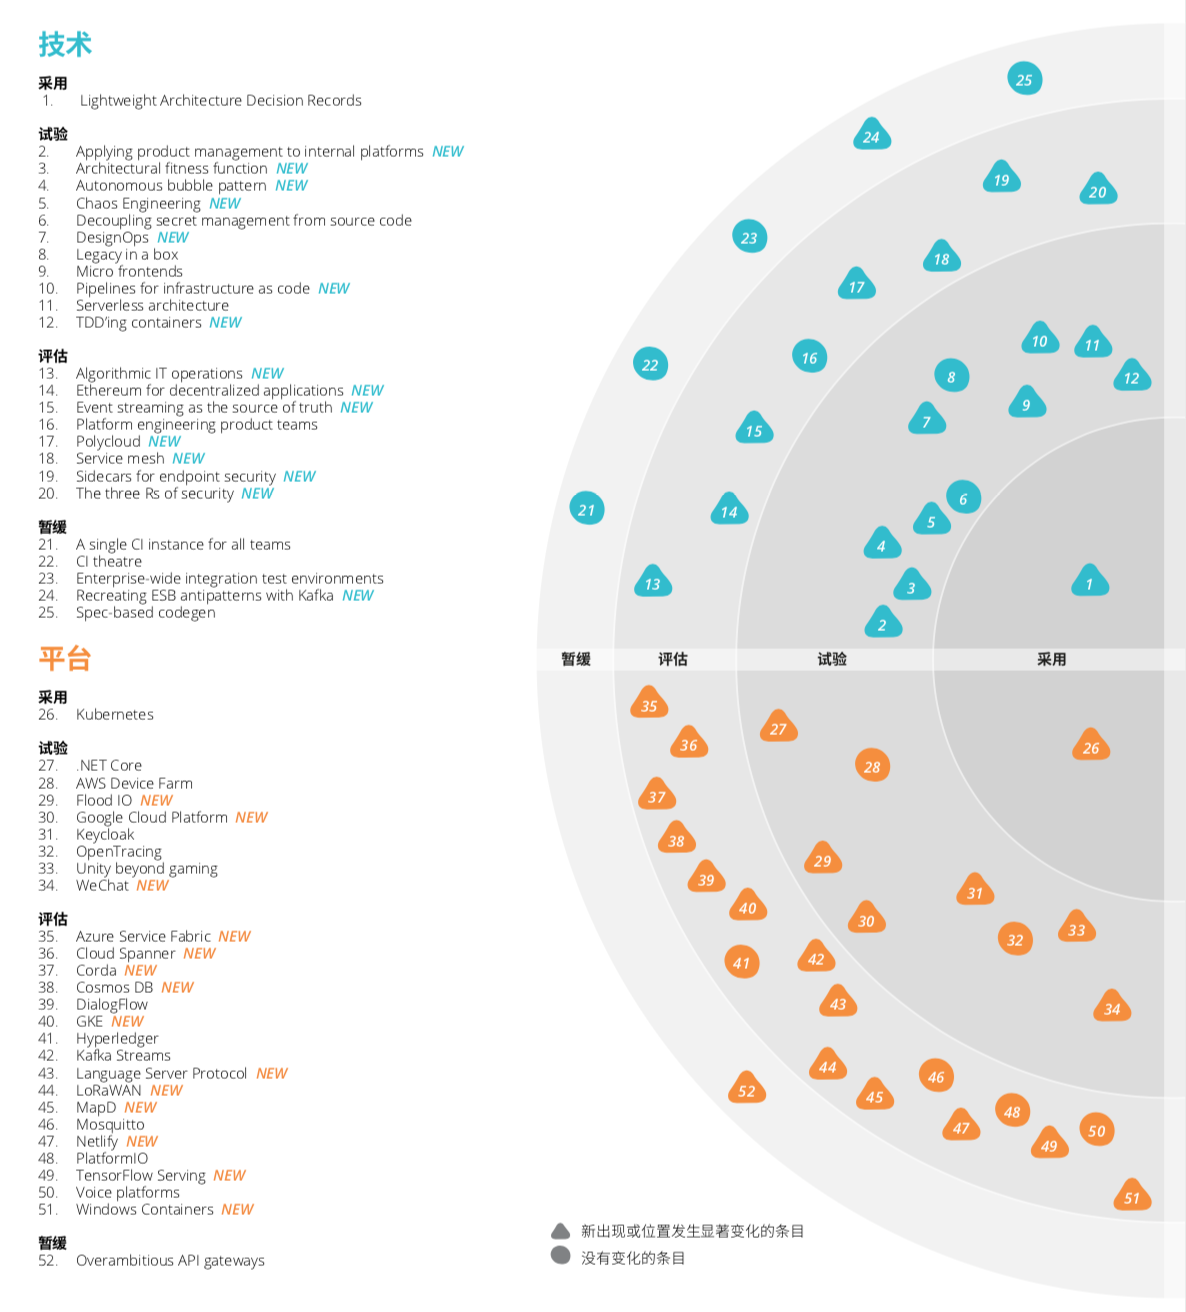 技术
采用
1. Lightweight Architecture Decision Records
试验
2. Applying product management to internal platforms NEW
3. Architectural fitness function NEW
4. Autonomous bubble pattern NEW
5. Chaos Engineering NEW
6. Decoupling secret management from source code
7. DesignOps NEW
8. Legacy in a box
9. Micro frontends
10. Pipelines for infrastructure as code NEW
11. Serverless architecture
12. TDD'ing containers NEW
评估
13. Algorithmic IT operations NEW
14. Ethereum for decentralized applications NEW
15. Event streaming as the source of truth NEW
16. Platform engineering product teams
17. Polycloud NEW
18. Service mesh NEW
19. Sidecars for endpoint security NEW
20. The three Rs of security NEW
暂缓
21. A single CI instance for all teams
22. CI theatre
23. Enterprise-wide integration test environments
24. Recreating ESB antipatterns with Kafka NEW
25. Spec-based codegen
平台
采用
26. Kubernetes
试验
27. .NET Core
28. AWS Device Farm
29. Flood IO NEW
30. Google Cloud Platform NEW
31. Keycloak
32. OpenTracing
33. Unity beyond gaming
34. WeChat NEW
评估
35. Azure Service Fabric NEW
36. Cloud Spanner NEW
37. Corda NEW
38. Cosmos DB NEW
39. DialogFlow
40. GKE NEW
41. Hyperledger
42. Kafka Streams
43. Language Server Protocol NEW
44. LoRaWAN NEW
45. MapD NEW
46. Mosquitto
47. Netlify NEW
48. PlatformIO
49. TensorFlow Serving NEW
50. Voice platforms
51. Windows Containers NEW
暂缓
52. Overambitious API gateways
25
24
19
20
23
18
17
10
11
16
22
8
12
9
7
15
6
21
14
5
4
13
3
1
2
暂缓 评估 试验 采用
35
27
36
26
28
37
38
29
39
31
40
30
33
32
42
41
43
34
44
46
52
45
48
47
50
49
51
新出现或位置发生显著变化的条目
没有变化的条目